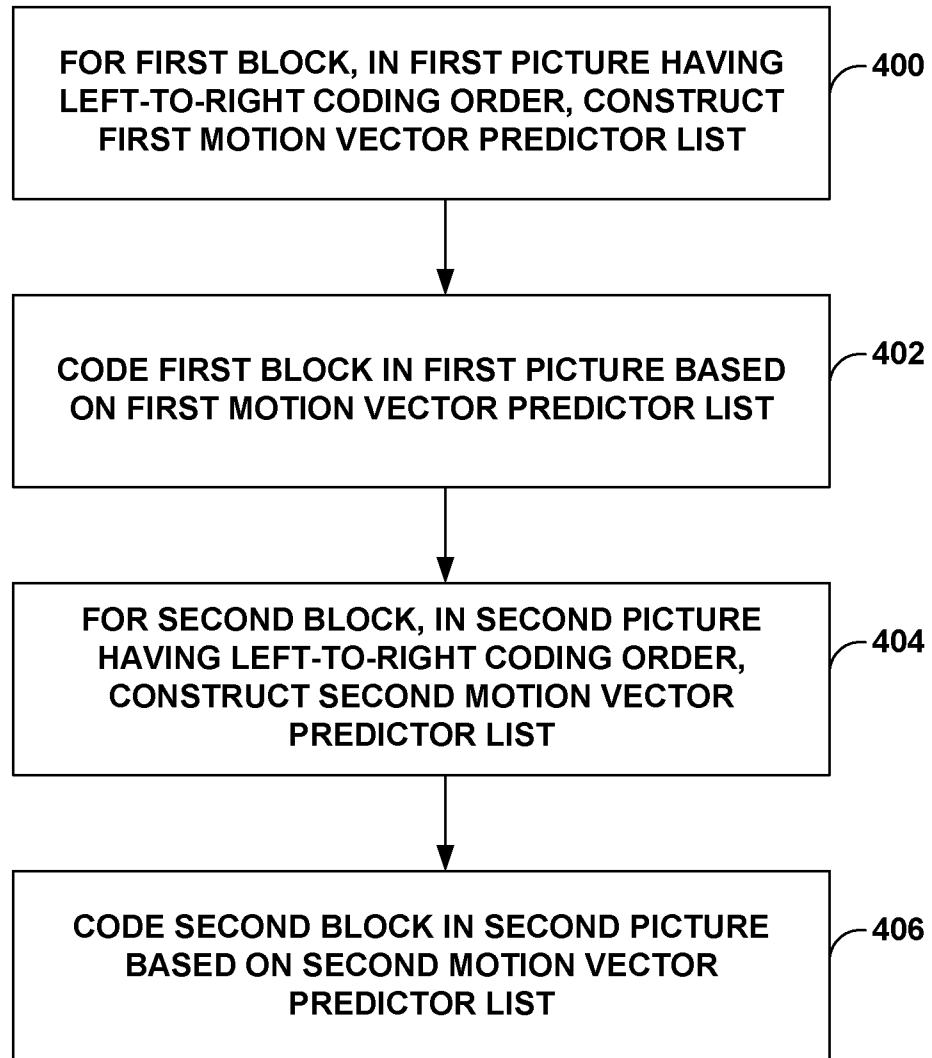 FOR FIRST BLOCK, IN FIRST PICTURE HAVING
LEFT-TO-RIGHT CODING ORDER, CONSTRUCT
FIRST MOTION VECTOR PREDICTOR LIST
400
CODE FIRST BLOCK IN FIRST PICTURE BASED
ON FIRST MOTION VECTOR PREDICTOR LIST
402
FOR SECOND BLOCK, IN SECOND PICTURE
HAVING LEFT-TO-RIGHT CODING ORDER,
CONSTRUCT SECOND MOTION VECTOR
PREDICTOR LIST
404
CODE SECOND BLOCK IN SECOND PICTURE
BASED ON SECOND MOTION VECTOR
PREDICTOR LIST
406